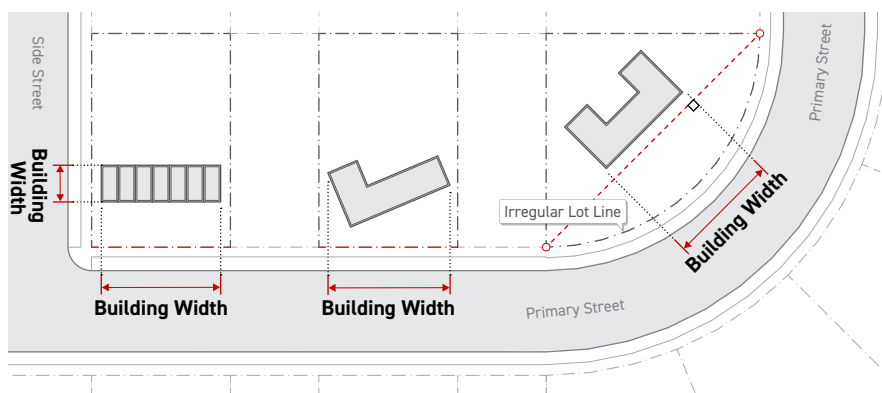 Side Street
Primary Street
Building
Width
Irregular Lot Line
Building Width
Building Width
Building Width
Primary Street